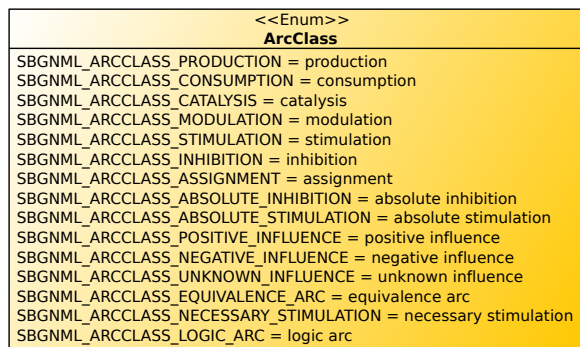 <<Enum>>
ArcClass
SBGNML_ARCCLASS_PRODUCTION = production
SBGNML_ARCCLASS_CONSUMPTION = consumption
SBGNML_ARCCLASS_CATALYSIS = catalysis
SBGNML_ARCCLASS_MODULATION = modulation
SBGNML_ARCCLASS_STIMULATION = stimulation
SBGNML_ARCCLASS_INHIBITION = inhibition
SBGNML_ARCCLASS_ASSIGNMENT = assignment
SBGNML_ARCCLASS_ABSOLUTE_INHIBITION = absolute inhibition
SBGNML_ARCCLASS_ABSOLUTE_STIMULATION = absolute stimulation
SBGNML_ARCCLASS_POSITIVE_INFLUENCE = positive influence
SBGNML_ARCCLASS_NEGATIVE_INFLUENCE = negative influence
SBGNML_ARCCLASS_UNKNOWN_INFLUENCE = unknown influence
SBGNML_ARCCLASS_EQUIVALENCE_ARC = equivalence arc
SBGNML_ARCCLASS_NECESSARY_STIMULATION = necessary stimulation
SBGNML_ARCCLASS_LOGIC_ARC = logic arc